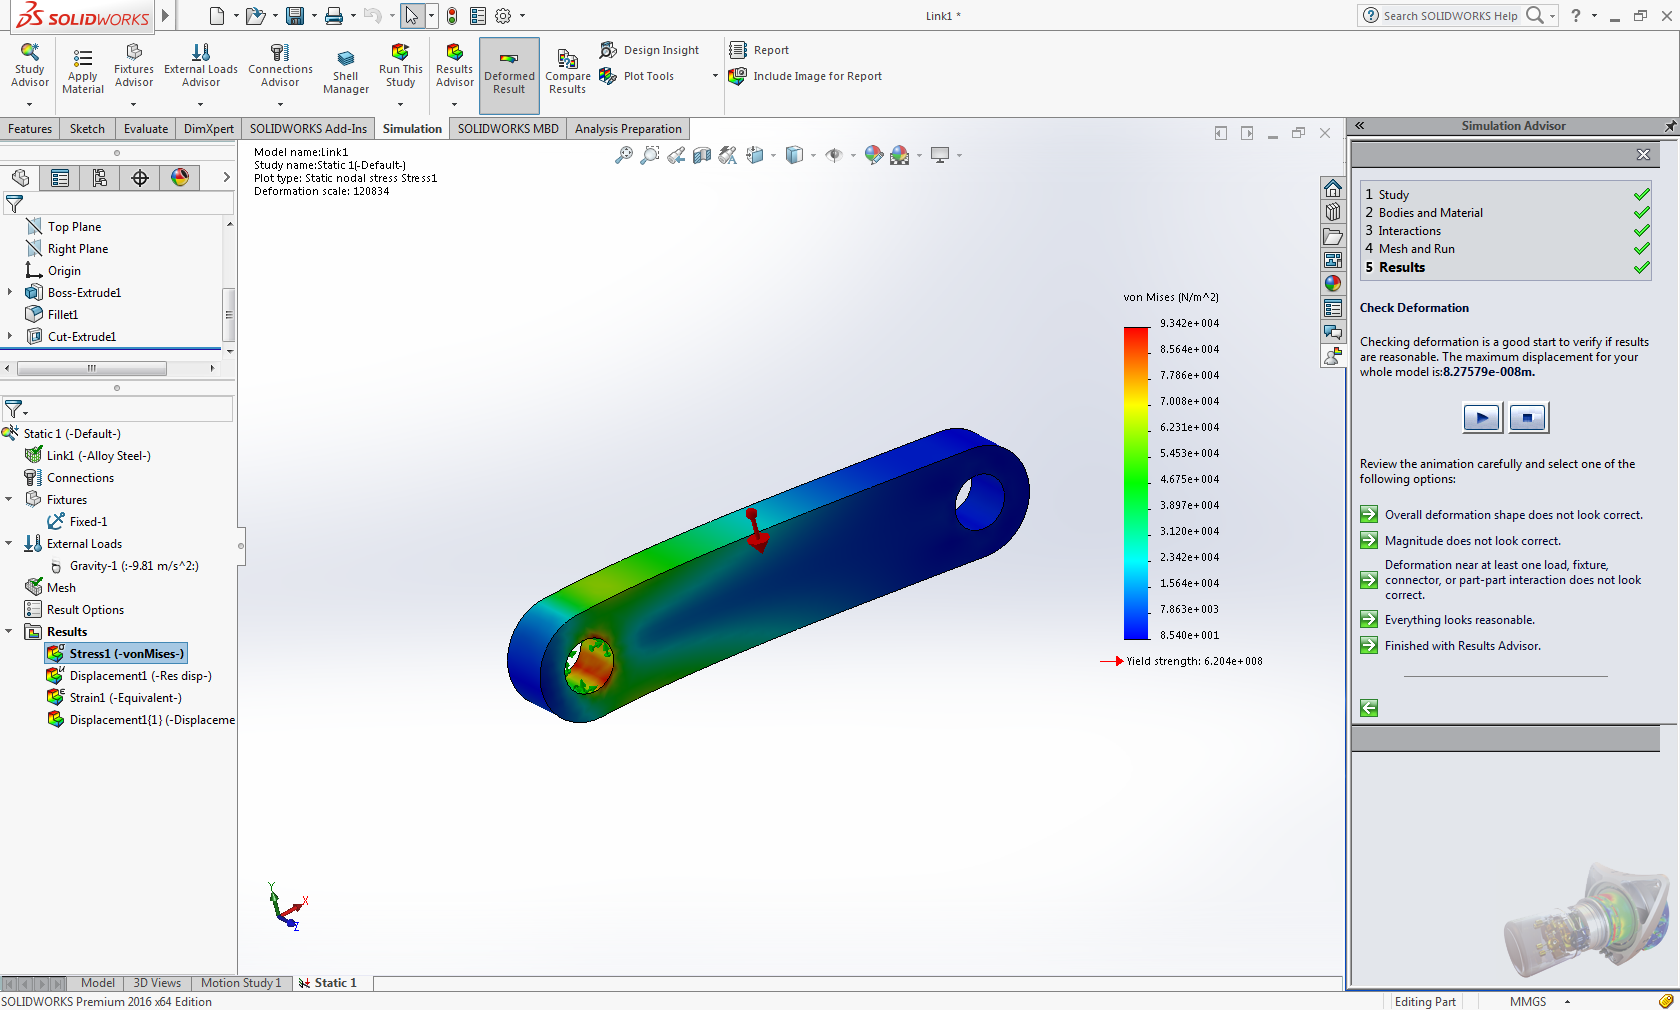 SOLIDWORKS
Link1 *
Search SOLIDWORKS Help
?
Study Advisor
Apply Material
Fixtures Advisor
External Loads Advisor
Connections Advisor
Shell Manager
Run This Study
Results Advisor
Deformed Result
Compare Results
Design Insight
Plot Tools
Report
Include Image for Report
Features
Sketch
Evaluate
DimXpert
SOLIDWORKS Add-Ins
Simulation
SOLIDWORKS MBD
Analysis Preparation
Top Plane
Right Plane
Origin
Boss-Extrude1
Fillet1
Cut-Extrude1
Static 1 (-Default-)
Link1 (-Alloy Steel-)
Connections
Fixtures
Fixed-1
External Loads
Gravity-1 (:-9.81 m/s^2:)
Mesh
Result Options
Results
Stress1 (-vonMises-)
Displacement1 (-Res disp-)
Strain1 (-Equivalent-)
Displacement1{1} (-Displaceme
Model name:Link1
Study name:Static 1(-Default-)
Plot type: Static nodal stress Stress1
Deformation scale: 120834
von Mises (N/m^2)
9.342e+004
8.564e+004
7.786e+004
7.008e+004
6.231e+004
5.453e+004
4.675e+004
3.897e+004
3.120e+004
2.342e+004
1.564e+004
7.863e+003
8.540e+001
Yield strength: 6.204e+008
Y
X
Z
Simulation Advisor
1 Study
2 Bodies and Material
3 Interactions
4 Mesh and Run
5 Results
Check Deformation
Checking deformation is a good start to verify if results
are reasonable. The maximum displacement for your
whole model is:8.27579e-008m.
Review the animation carefully and select one of the
following options:
Overall deformation shape does not look correct.
Magnitude does not look correct.
Deformation near at least one load, fixture,
connector, or part-part interaction does not look
correct.
Everything looks reasonable.
Finished with Results Advisor.
Model
3D Views
Motion Study 1
Static 1
SOLIDWORKS Premium 2016 x64 Edition
Editing Part
MMGS